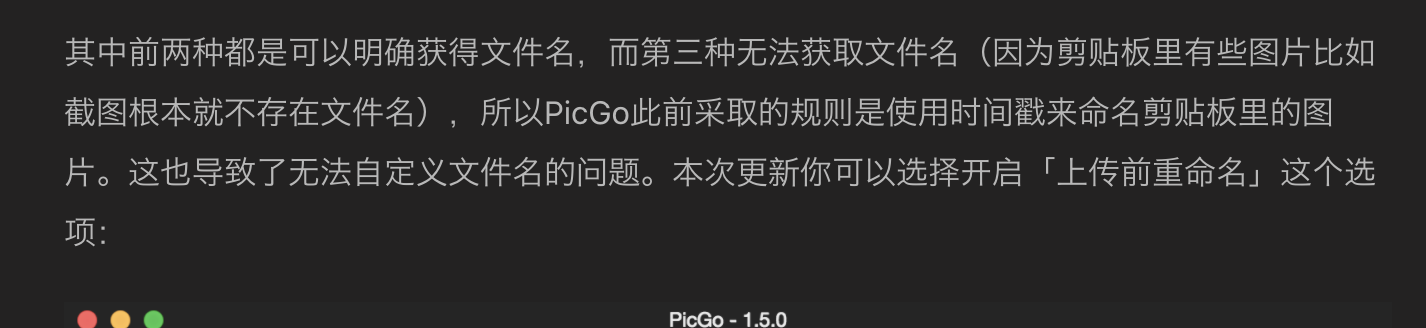 其中前两种都是可以明确获得文件名，而第三种无法获取文件名（因为剪贴板里有些图片比如
截图根本就不存在文件名），所以PicGo此前采取的规则是使用时间戳来命名剪贴板里的图
片。这也导致了无法自定义文件名的问题。本次更新你可以选择开启「上传前重命名」这个选
项：
PicGo - 1.5.0